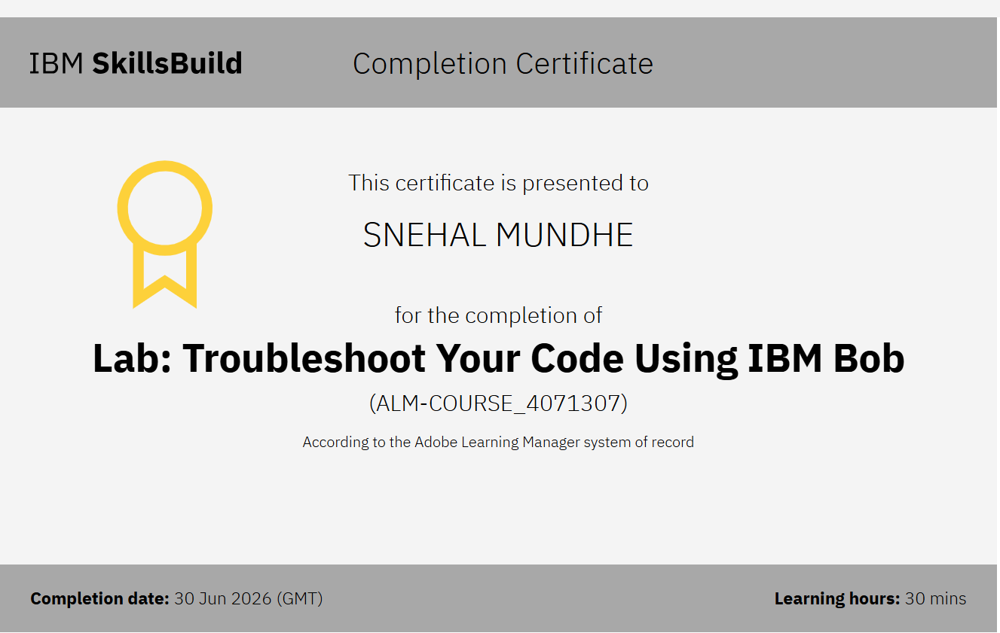 IBM SkillsBuild
Completion Certificate
This certificate is presented to
SNEHAL MUNDHE
for the completion of
Lab: Troubleshoot Your Code Using IBM Bob
(ALM-COURSE_4071307)
According to the Adobe Learning Manager system of record
Completion date: 30 Jun 2026 (GMT)
Learning hours: 30 mins